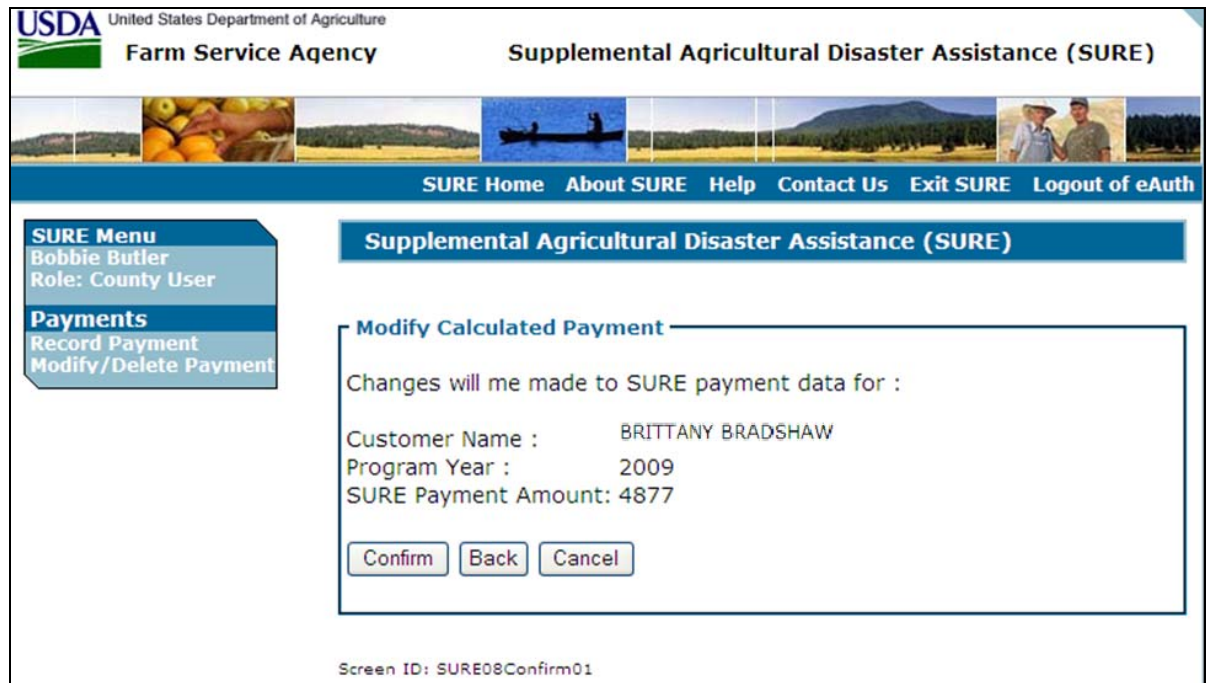 USDA United States Department of Agriculture
Farm Service Agency Supplemental Agricultural Disaster Assistance (SURE)
SURE Home About SURE Help Contact Us Exit SURE Logout of eAuth
SURE Menu
Bobbie Butler
Role: County User
Payments
Record Payment
Modify/Delete Payment
Supplemental Agricultural Disaster Assistance (SURE)
Modify Calculated Payment
Changes will me made to SURE payment data for :
Customer Name : BRITTANY BRADSHAW
Program Year : 2009
SURE Payment Amount: 4877
Confirm Back Cancel
Screen ID: SURE08Confirm01